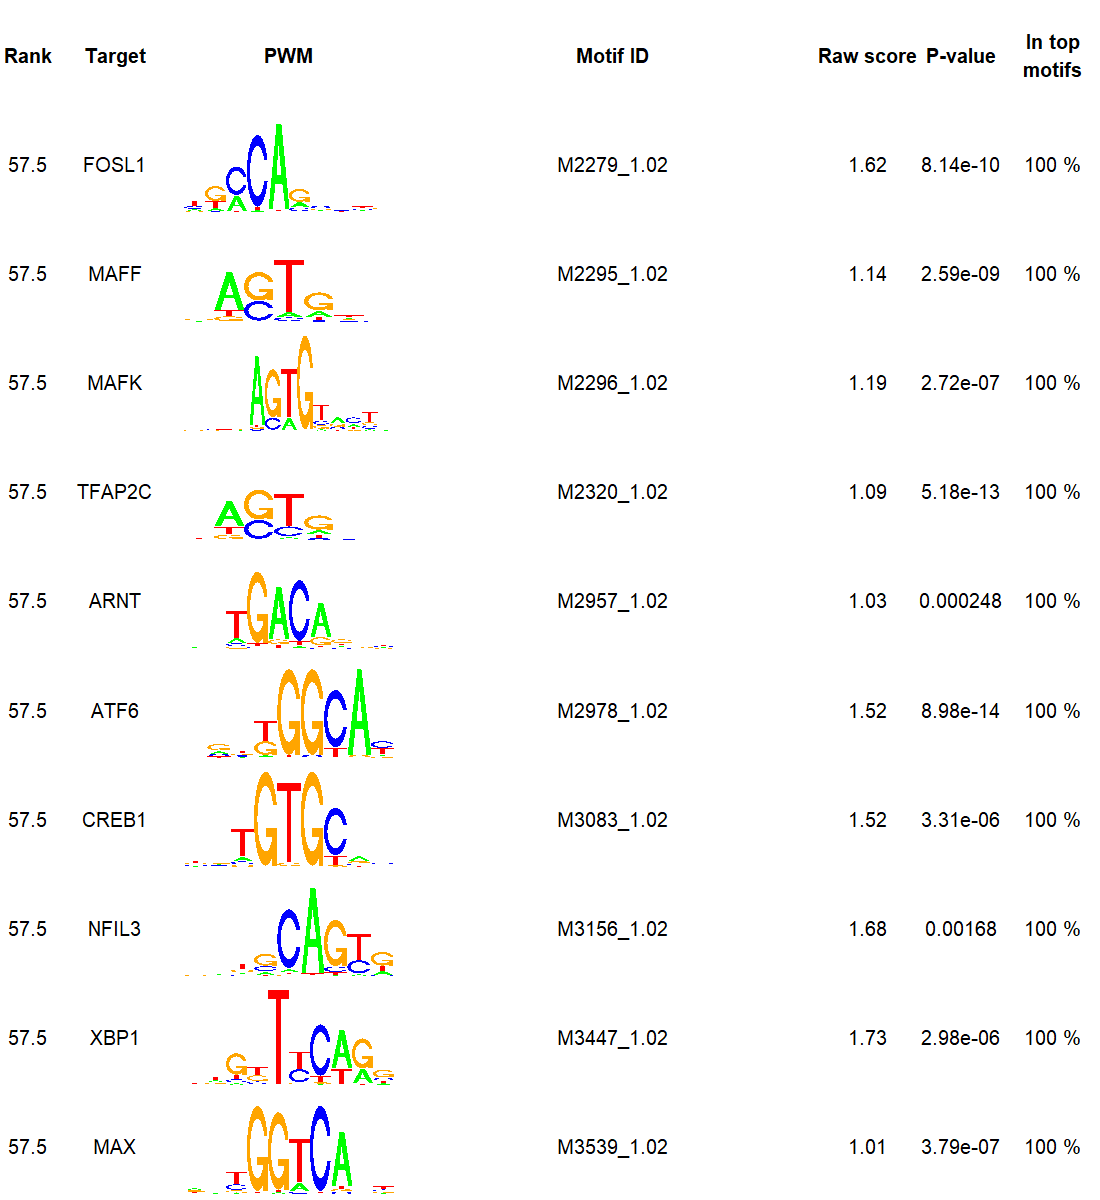 Rank Target PWM Motif ID Raw score P-value In top motifs
57.5 FOSL1 M2279_1.02 1.62 8.14e-10 100 %
57.5 MAFF M2295_1.02 1.14 2.59e-09 100 %
57.5 MAFK M2296_1.02 1.19 2.72e-07 100 %
57.5 TFAP2C M2320_1.02 1.09 5.18e-13 100 %
57.5 ARNT M2957_1.02 1.03 0.000248 100 %
57.5 ATF6 M2978_1.02 1.52 8.98e-14 100 %
57.5 CREB1 M3083_1.02 1.52 3.31e-06 100 %
57.5 NFIL3 M3156_1.02 1.68 0.00168 100 %
57.5 XBP1 M3447_1.02 1.73 2.98e-06 100 %
57.5 MAX M3539_1.02 1.01 3.79e-07 100 %